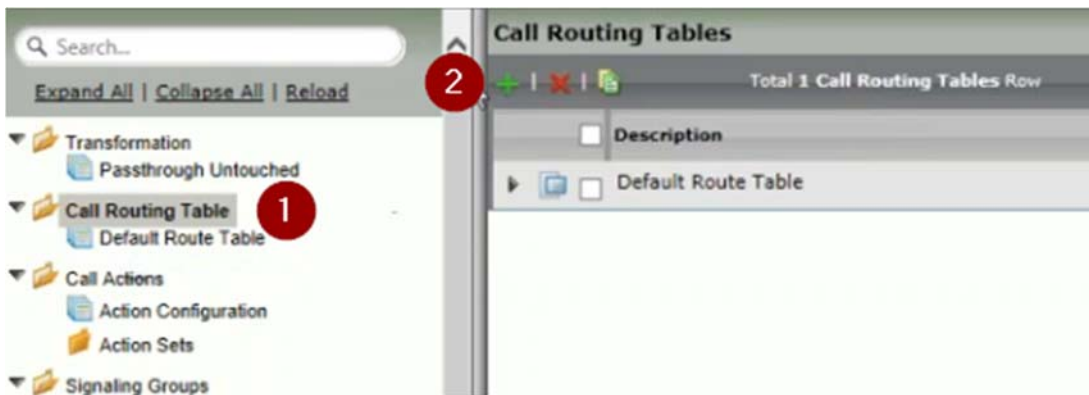 Search...
Expand All | Collapse All | Reload
Transformation
Passthrough Untouched
Call Routing Table
1
Default Route Table
Call Actions
Action Configuration
Action Sets
Signaling Groups
Call Routing Tables
2
Total 1 Call Routing Tables Row
Description
Default Route Table